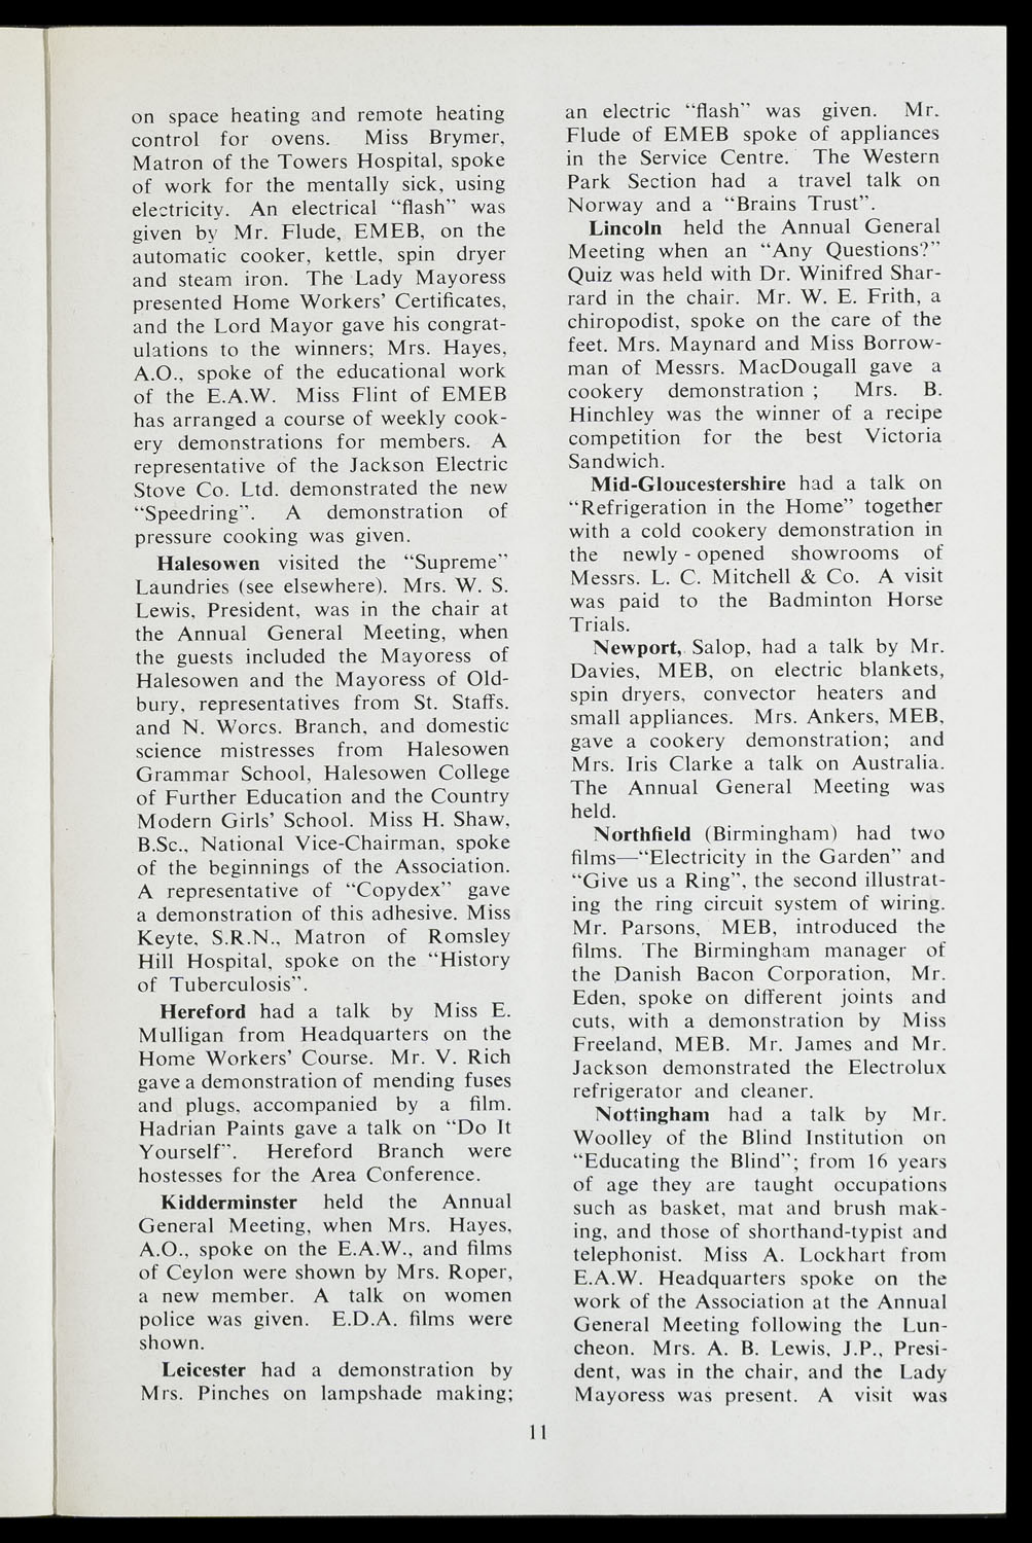 on space heating and remote heating
control for ovens. Miss Brymer,
Matron of the Towers Hospital, spoke
of work for the mentally sick, using
electricity. An electrical “flash” was
given by Mr. Flude, EMEB, on the
automatic cooker, kettle, spin dryer
and steam iron. The Lady Mayoress
presented Home Workers’ Certificates,
and the Lord Mayor gave his congrat-
ulations to the winners; Mrs. Hayes,
A.O., spoke of the educational work
of the E.A.W. Miss Flint of EMEB
has arranged a course of weekly cook-
ery demonstrations for members. A
representative of the Jackson Electric
Stove Co. Ltd. demonstrated the new
“Speedring”. A demonstration of
pressure cooking was given.
Halesowen visited the “Supreme”
Laundries (see elsewhere). Mrs. W. S.
Lewis, President, was in the chair at
the Annual General Meeting, when
the guests included the Mayoress of
Halesowen and the Mayoress of Old-
bury, representatives from St. Staffs.
and N. Worcs. Branch, and domestic
science mistresses from Halesowen
Grammar School, Halesowen College
of Further Education and the Country
Modern Girls’ School. Miss H. Shaw,
B.Sc., National Vice-Chairman, spoke
of the beginnings of the Association.
A representative of “Copydex” gave
a demonstration of this adhesive. Miss
Keyte, S.R.N., Matron of Romsley
Hill Hospital, spoke on the “History
of Tuberculosis”.
Hereford had a talk by Miss E.
Mulligan from Headquarters on the
Home Workers’ Course. Mr. V. Rich
gave a demonstration of mending fuses
and plugs, accompanied by a film.
Hadrian Paints gave a talk on “Do It
Yourself”. Hereford Branch were
hostesses for the Area Conference.
Kidderminster held the Annual
General Meeting, when Mrs. Hayes,
A.O., spoke on the E.A.W., and films
of Ceylon were shown by Mrs. Roper,
a new member. A talk on women
police was given. E.D.A. films were
shown.
Leicester had a demonstration by
Mrs. Pinches on lampshade making;
an electric “flash” was given. Mr.
Flude of EMEB spoke of appliances
in the Service Centre. The Western
Park Section had a travel talk on
Norway and a “Brains Trust”.
Lincoln held the Annual General
Meeting when an “Any Questions?”
Quiz was held with Dr. Winifred Shar-
rard in the chair. Mr. W. E. Frith, a
chiropodist, spoke on the care of the
feet. Mrs. Maynard and Miss Borrow-
man of Messrs. MacDougall gave a
cookery demonstration ; Mrs. B.
Hinchley was the winner of a recipe
competition for the best Victoria
Sandwich.
Mid-Gloucestershire had a talk on
“Refrigeration in the Home” together
with a cold cookery demonstration in
the newly - opened showrooms of
Messrs. L. C. Mitchell & Co. A visit
was paid to the Badminton Horse
Trials.
Newport, Salop, had a talk by Mr.
Davies, MEB, on electric blankets,
spin dryers, convector heaters and
small appliances. Mrs. Ankers, MEB,
gave a cookery demonstration; and
Mrs. Iris Clarke a talk on Australia.
The Annual General Meeting was
held.
Northfield (Birmingham) had two
films—“Electricity in the Garden” and
“Give us a Ring”, the second illustrat-
ing the ring circuit system of wiring.
Mr. Parsons, MEB, introduced the
films. The Birmingham manager of
the Danish Bacon Corporation, Mr.
Eden, spoke on different joints and
cuts, with a demonstration by Miss
Freeland, MEB. Mr. James and Mr.
Jackson demonstrated the Electrolux
refrigerator and cleaner.
Nottingham had a talk by Mr.
Woolley of the Blind Institution on
“Educating the Blind”; from 16 years
of age they are taught occupations
such as basket, mat and brush mak-
ing, and those of shorthand-typist and
telephonist. Miss A. Lockhart from
E.A.W. Headquarters spoke on the
work of the Association at the Annual
General Meeting following the Lun-
cheon. Mrs. A. B. Lewis, J.P., Presi-
dent, was in the chair, and the Lady
Mayoress was present. A visit was
11